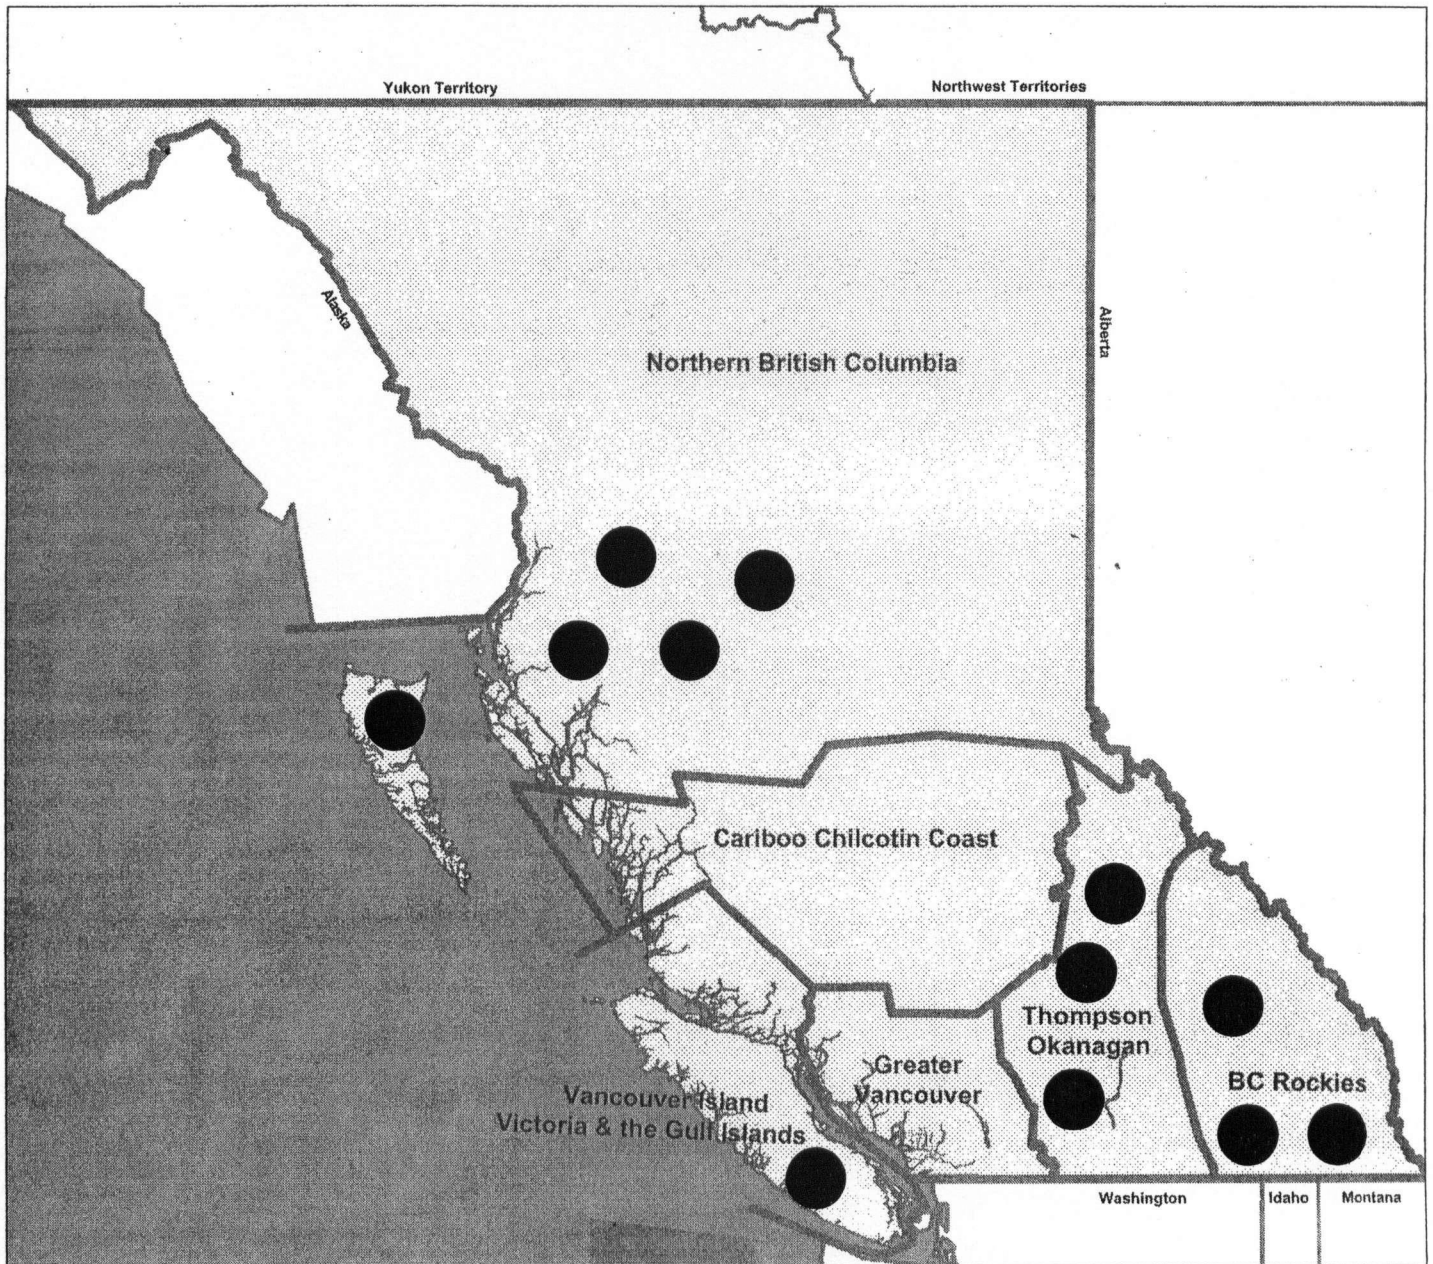 Yukon Territory
Northwest Territories
Alaska
Alberta
Northern British Columbia
Cariboo Chilcotin Coast
Thompson
Okanagan
Greater
Vancouver
BC Rockies
Vancouver Island
Victoria & the Gulf Islands
Washington
Idaho
Montana